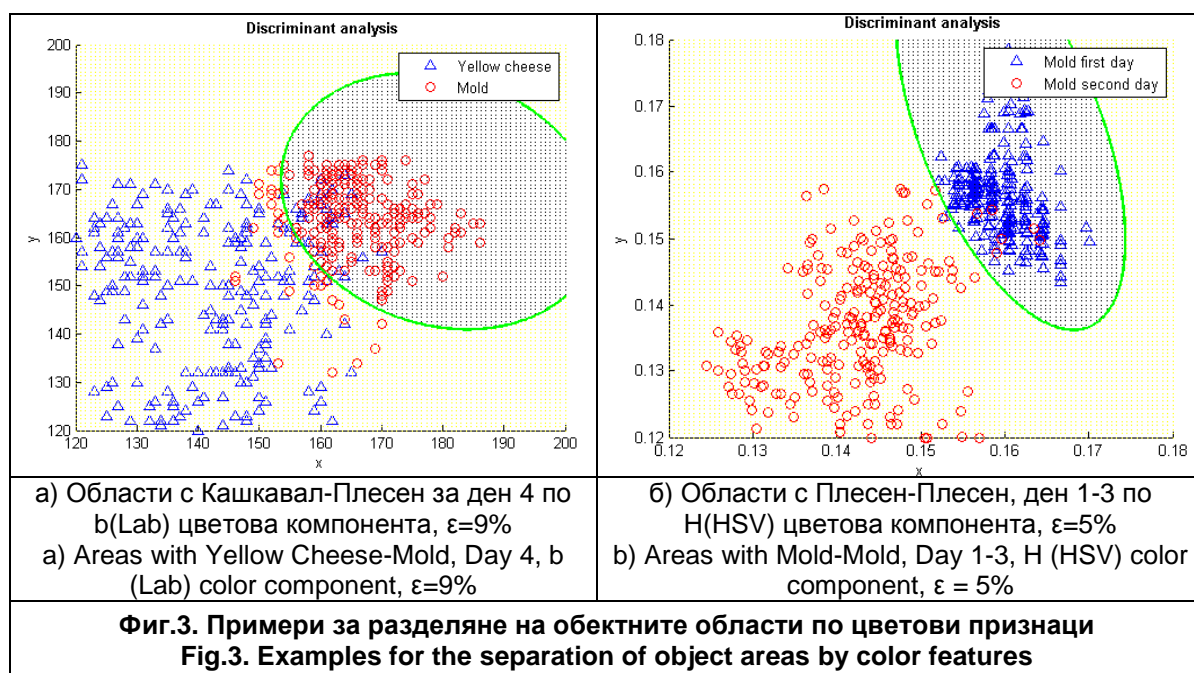 Discriminant analysis
200
190
180
170
160
150
140
130
120
y
120 130 140 150 160 170 180 190 200
x
Yellow cheese
Mold
Discriminant analysis
0.18
0.17
0.16
0.15
0.14
0.13
0.12
y
0.12 0.13 0.14 0.15 0.16 0.17 0.18
x
Mold first day
Mold second day
а) Области с Кашкавал-Плесен за ден 4 по
b(Lab) цветова компонента, ε=9%
a) Areas with Yellow Cheese-Mold, Day 4, b
(Lab) color component, ε=9%
б) Области с Плесен-Плесен, ден 1-3 по
H(HSV) цветова компонента, ε=5%
b) Areas with Mold-Mold, Day 1-3, H (HSV) color
component, ε = 5%
Фиг.3. Примери за разделяне на обектните области по цветови признаци
Fig.3. Examples for the separation of object areas by color features